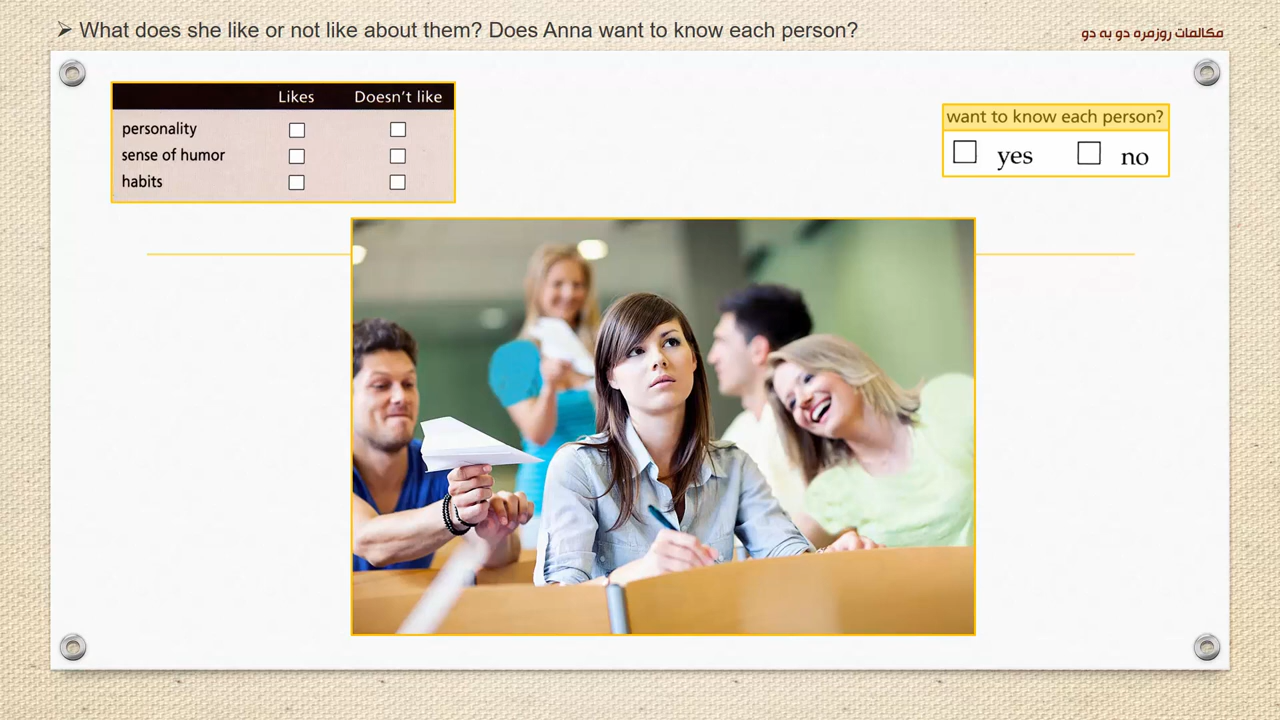 ➢ What does she like or not like about them? Does Anna want to know each person?
مکالمات روزمره دو به دو
Likes Doesn't like
personality
sense of humor
habits
want to know each person?
yes no